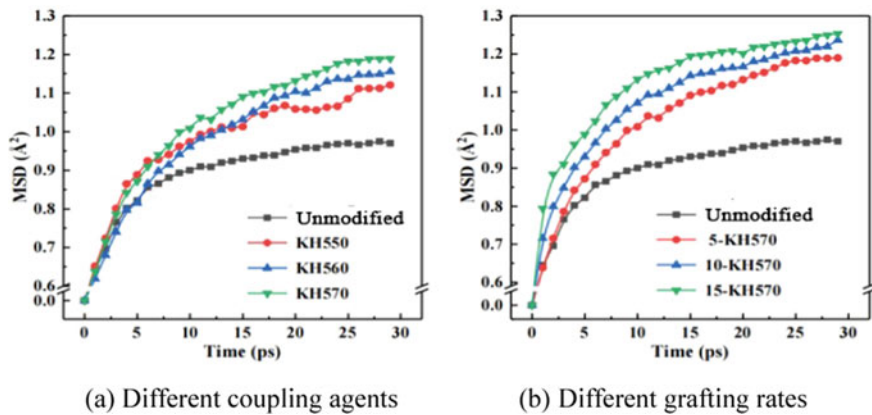 1.3
1.2
1.1
1.0
0.9
0.8
0.7
0.6
0.0
MSD (Å²)
Unmodified
KH550
KH560
KH570
0 5 10 15 20 25 30
Time (ps)
(a) Different coupling agents
1.3
1.2
1.1
1.0
0.9
0.8
0.7
0.6
0.0
MSD (Å²)
Unmodified
5-KH570
10-KH570
15-KH570
0 5 10 15 20 25 30
Time (ps)
(b) Different grafting rates